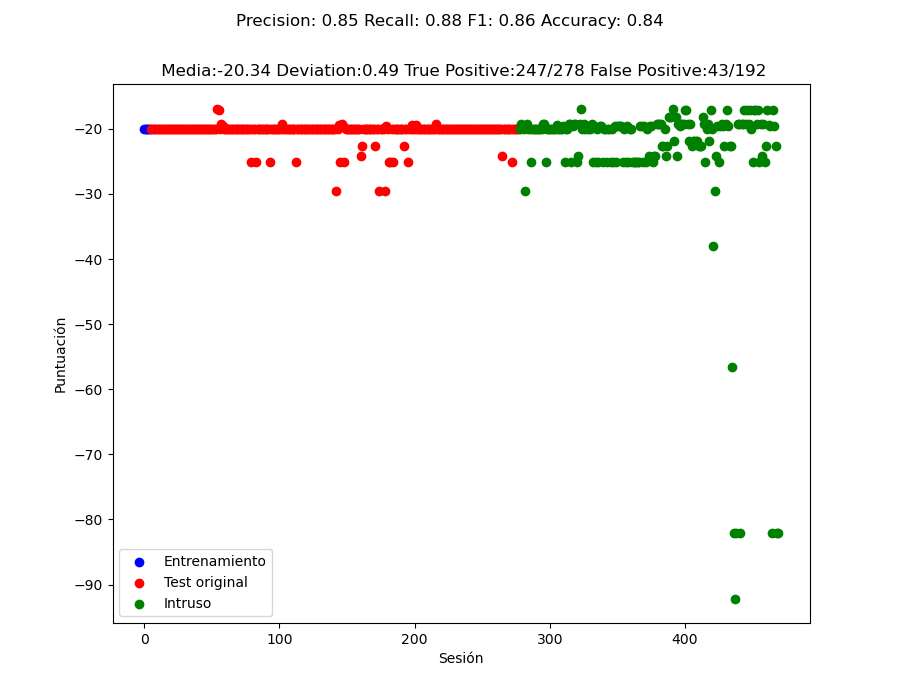 Precision: 0.85 Recall: 0.88 F1: 0.86 Accuracy: 0.84
Media:-20.34 Deviation:0.49 True Positive:247/278 False Positive:43/192
−20
−30
−40
−50
−60
−70
−80
−90
Puntuación
Entrenamiento
Test original
Intruso
0
100
200
300
400
Sesión